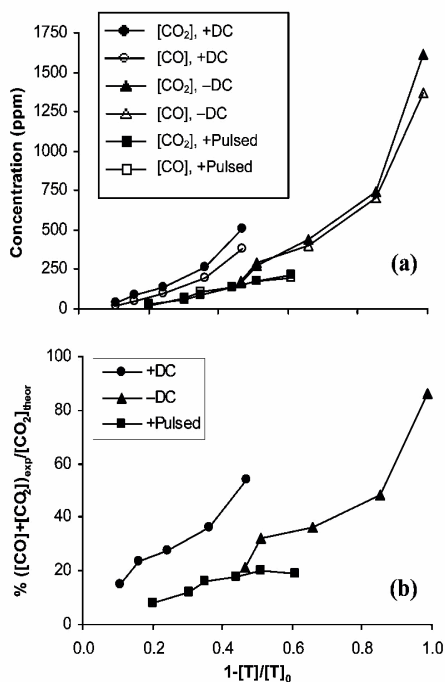 [CO₂], +DC
[CO], +DC
[CO₂], –DC
[CO], –DC
[CO₂], +Pulsed
[CO], +Pulsed
Concentration (ppm)
1750
1500
1250
1000
750
500
250
0
(a)
+DC
–DC
+Pulsed
% ([CO]+[CO₂])exp/[CO₂]theor
100
80
60
40
20
0
(b)
0.0 0.2 0.4 0.6 0.8 1.0
1-[T]/[T]₀